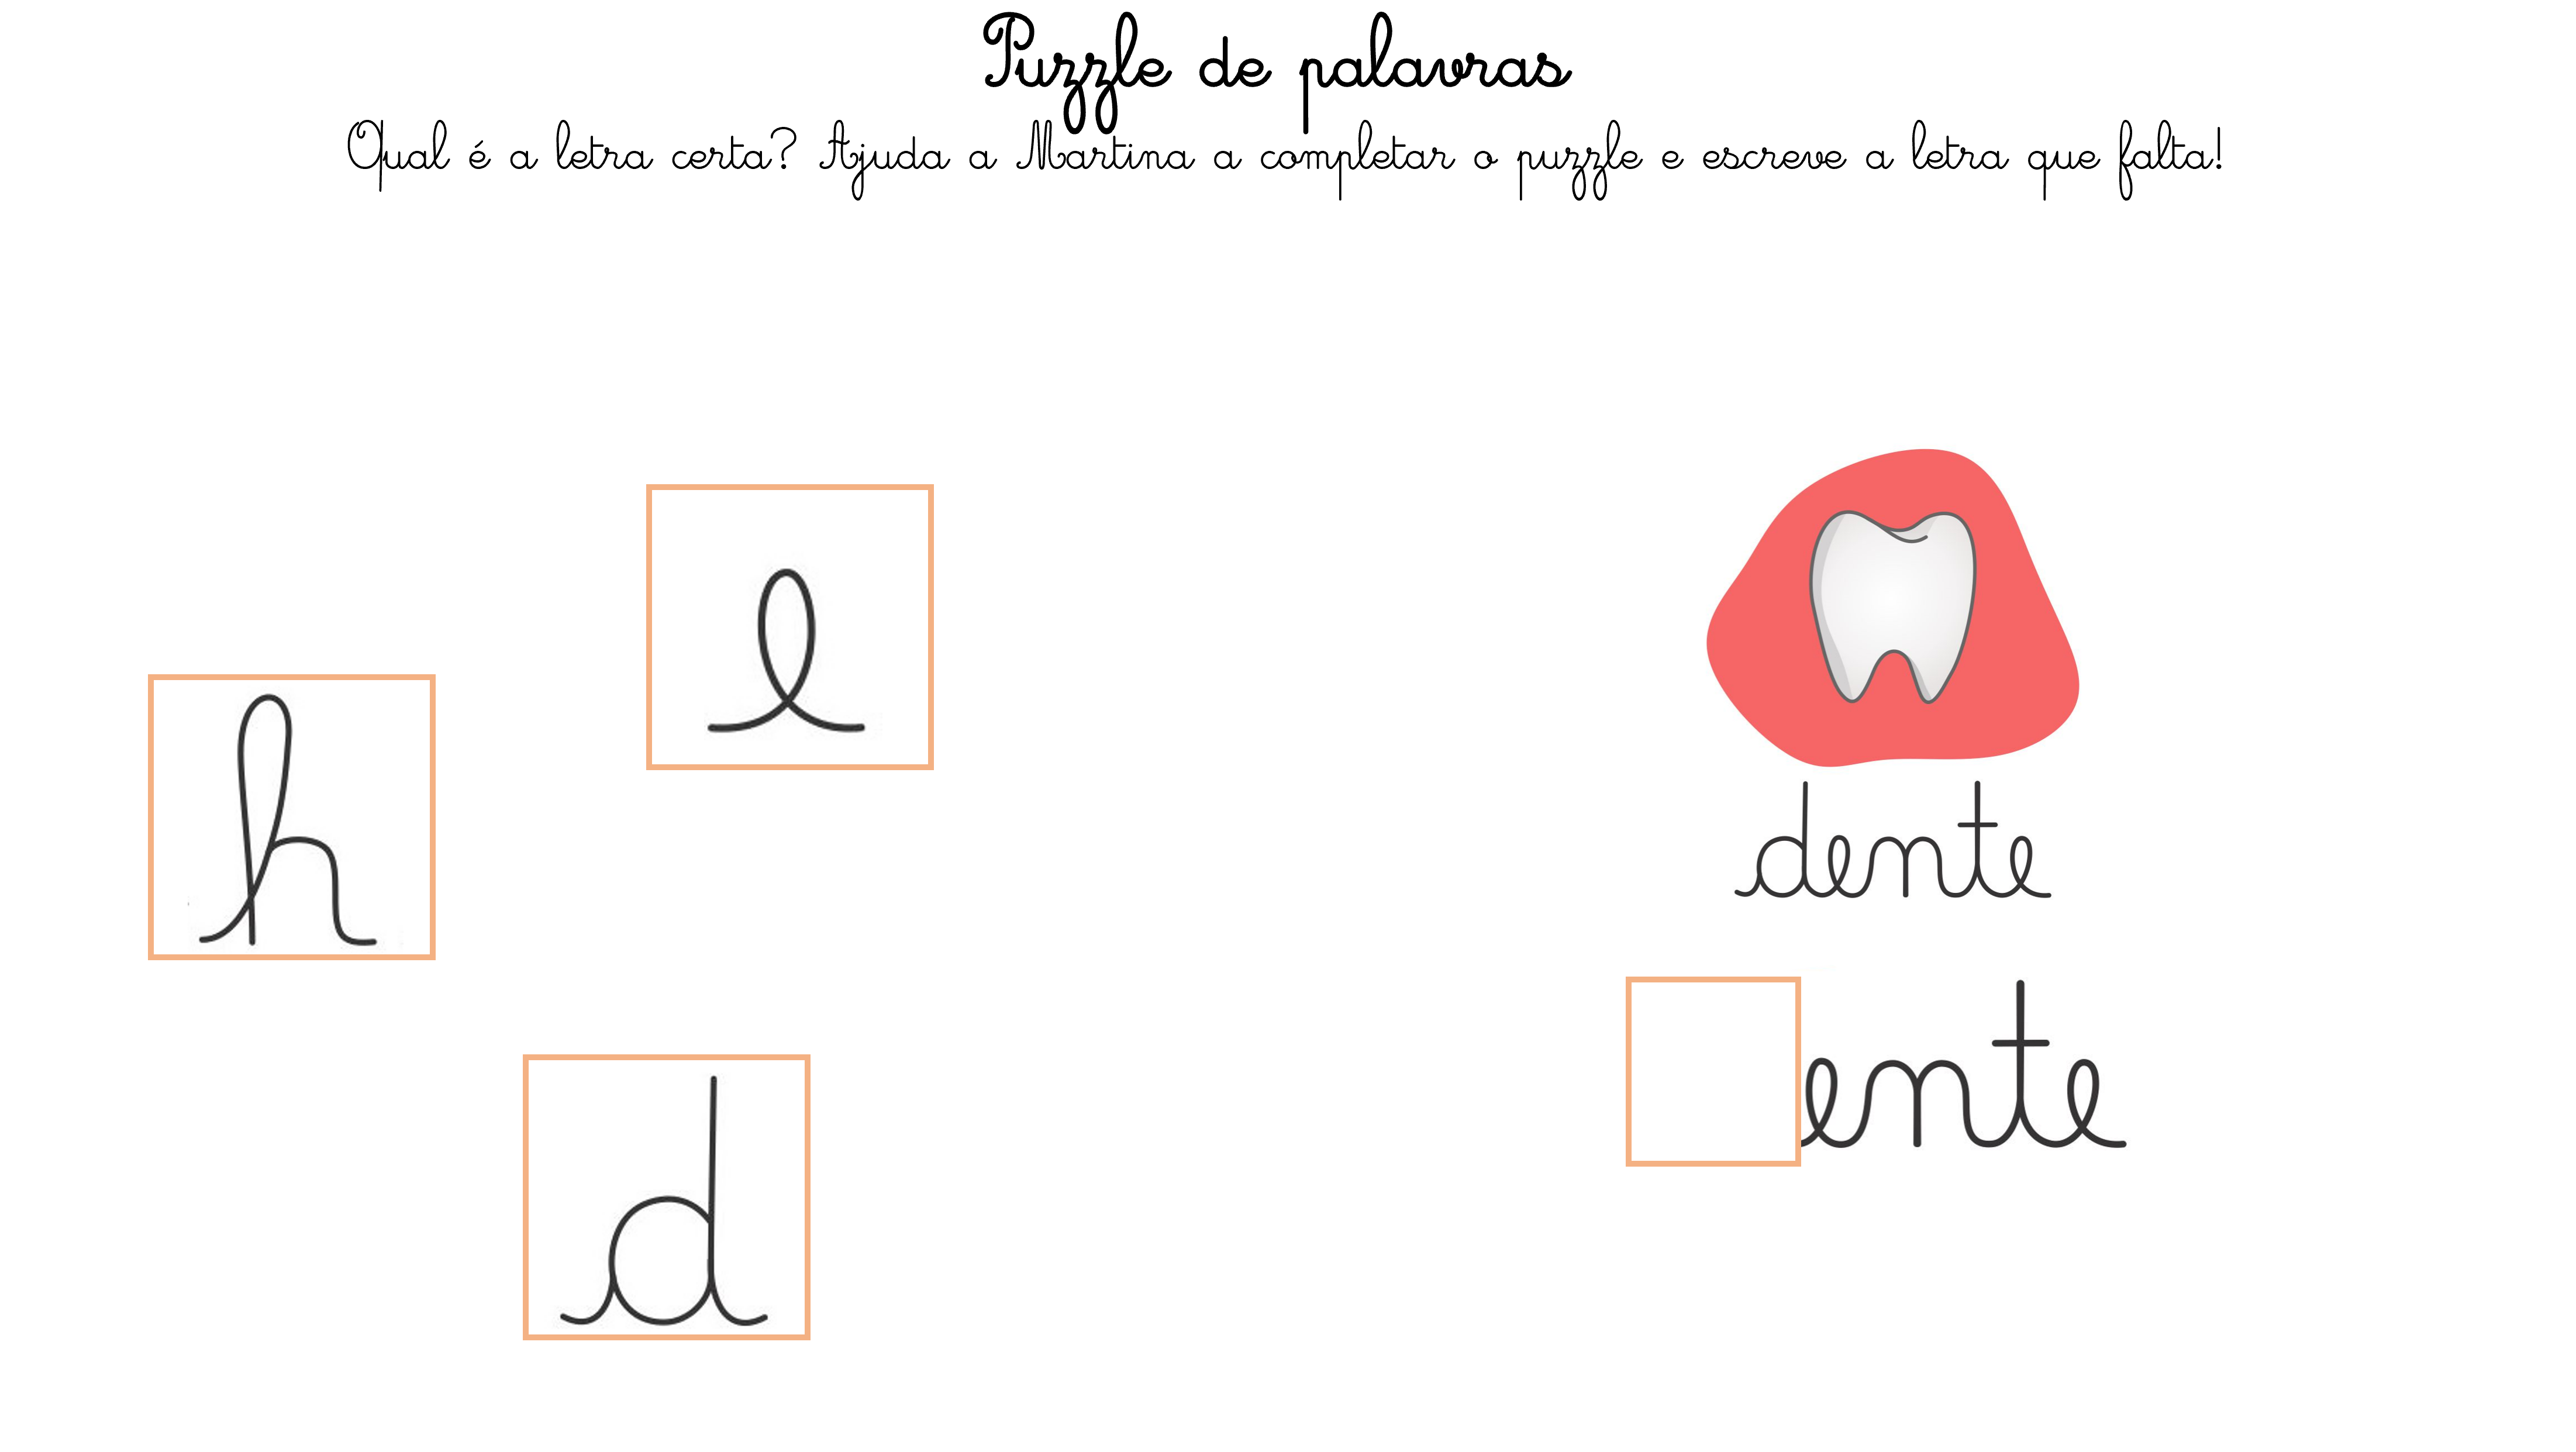 Puzzle de palavras
Qual é a letra certa? Ajuda a Martina a completar o puzzle e escreve a letra que falta!
e
h
dente
ente
d